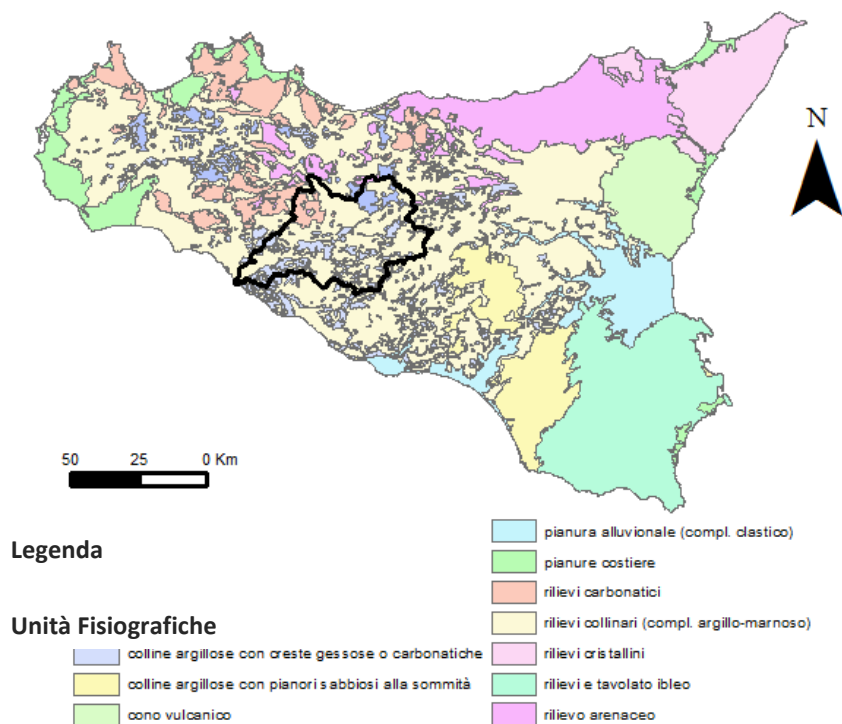 N
50 25 0 Km
Legenda
Unità Fisiografiche
colline argillose con creste gessose o carbonatiche
colline argillose con pianori sabbiosi alla sommità
cono vulcanico
pianura alluvionale (compl. clastico)
pianure costiere
rilievi carbonatici
rilievi collinari (compl. argillo-marnoso)
rilievi cristallini
rilievi e tavolato ibleo
rilievo arenaceo